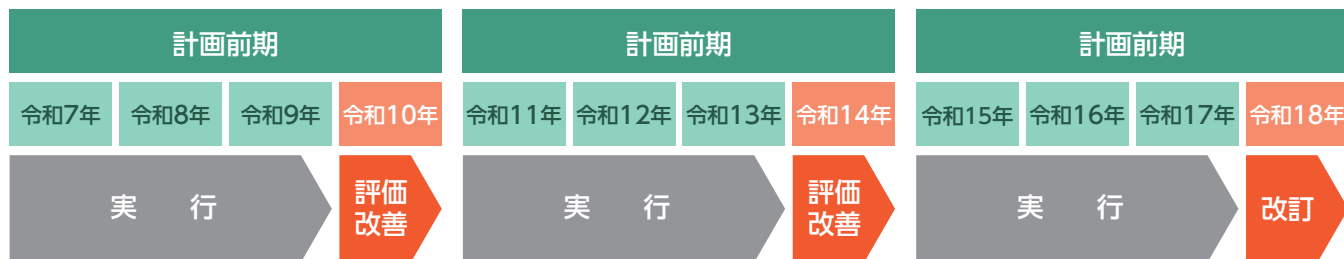 計画前期
計画前期
計画前期
令和7年 令和8年 令和9年 令和10年
令和11年 令和12年 令和13年 令和14年
令和15年 令和16年 令和17年 令和18年
実 行
評価
改善
実 行
評価
改善
実 行
改訂